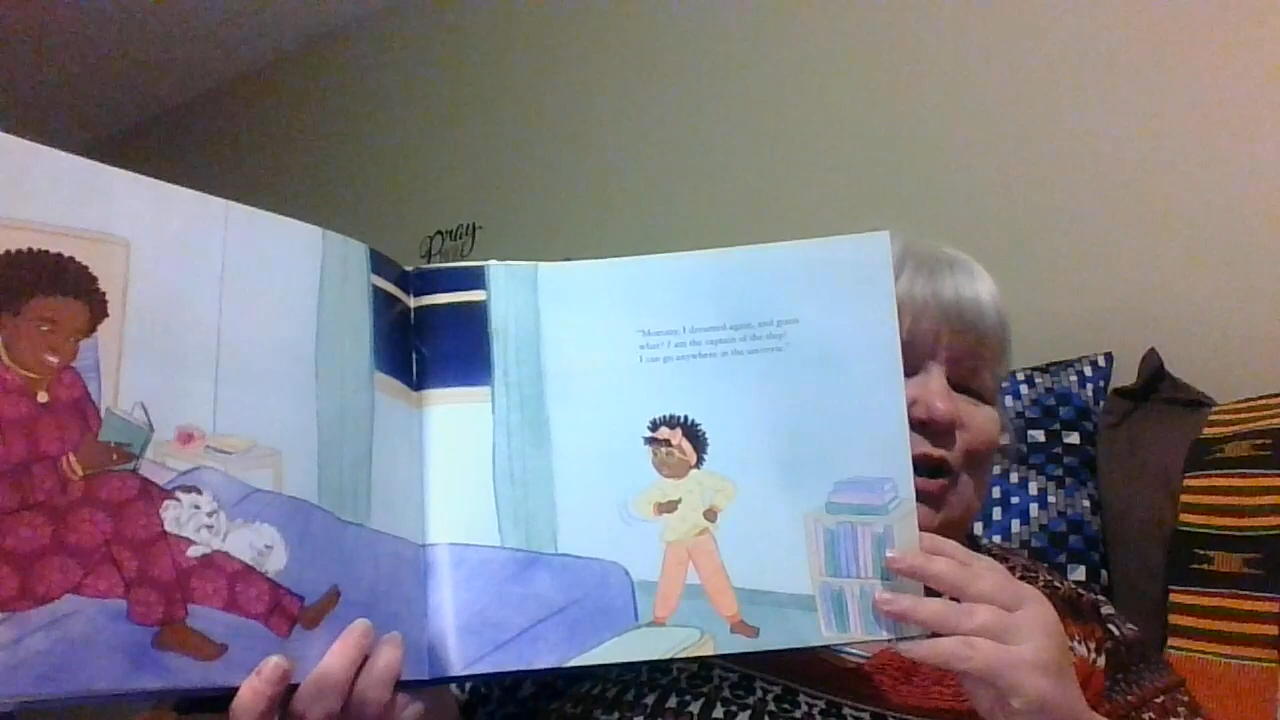 Pray
"Mommy, I dreamed again, and guess
what? I am the captain of the ship!
I can go anywhere in the universe."